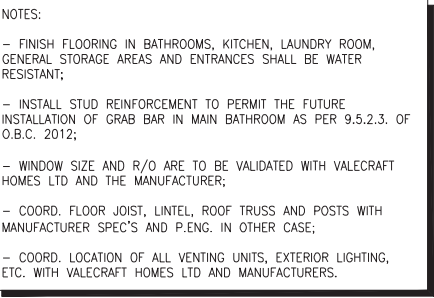 NOTES:
– FINISH FLOORING IN BATHROOMS, KITCHEN, LAUNDRY ROOM,
GENERAL STORAGE AREAS AND ENTRANCES SHALL BE WATER
RESISTANT;
– INSTALL STUD REINFORCEMENT TO PERMIT THE FUTURE
INSTALLATION OF GRAB BAR IN MAIN BATHROOM AS PER 9.5.2.3. OF
O.B.C. 2012;
– WINDOW SIZE AND R/O ARE TO BE VALIDATED WITH VALECRAFT
HOMES LTD AND THE MANUFACTURER;
– COORD. FLOOR JOIST, LINTEL, ROOF TRUSS AND POSTS WITH
MANUFACTURER SPEC'S AND P.ENG. IN OTHER CASE;
– COORD. LOCATION OF ALL VENTING UNITS, EXTERIOR LIGHTING,
ETC. WITH VALECRAFT HOMES LTD AND MANUFACTURERS.